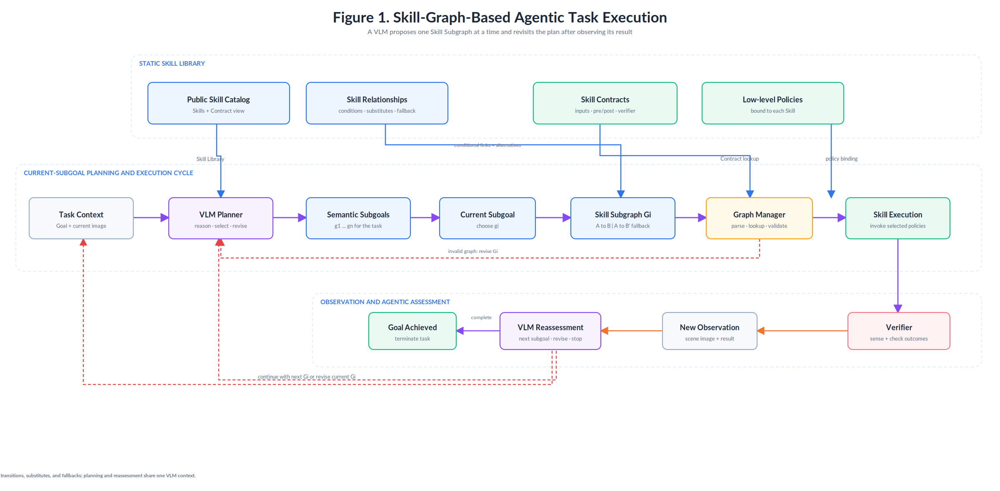 Figure 1. Skill-Graph-Based Agentic Task Execution
A VLM proposes one Skill Subgraph at a time and revisits the plan after observing its result
STATIC SKILL LIBRARY
Public Skill Catalog
Skills + Contract view
Skill Relationships
conditions · substitutes · fallback
Skill Contracts
inputs · pre/post · verifier
Low-level Policies
bound to each Skill
conditional links + alternatives
Skill Library
Contract lookup
policy binding
CURRENT-SUBGOAL PLANNING AND EXECUTION CYCLE
Task Context
Goal + current image
VLM Planner
reason · select · revise
Semantic Subgoals
g1 ... gn for the task
Current Subgoal
choose gi
Skill Subgraph Gi
A to B | A to B' fallback
Graph Manager
parse · lookup · validate
Skill Execution
invoke selected policies
invalid graph: revise Gi
OBSERVATION AND AGENTIC ASSESSMENT
Goal Achieved
terminate task
complete
VLM Reassessment
next subgoal · revise · stop
New Observation
scene image + result
Verifier
sense + check outcomes
continue with next Gi or revise current Gi
transitions, substitutes, and fallbacks; planning and reassessment share one VLM context.